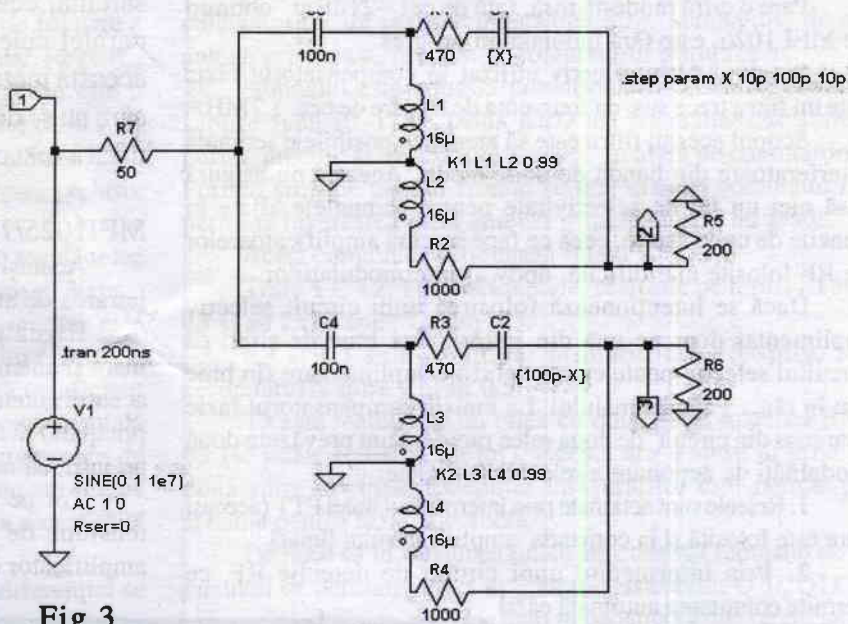 100n
470
{X}
.step param X 10p 100p 10p
1
R7
50
L1
16µ
K1 L1 L2 0.99
L2
16µ
R2
1000
2
R5
200
C4
100n
R3
470
C2
{100p-X}
3
R6
200
.tran 200ns
V1
SINE(0 1 1e7)
AC 1 0
Rser=0
L3
16µ
K2 L3 L4 0.99
L4
16µ
R4
1000
Fig.3